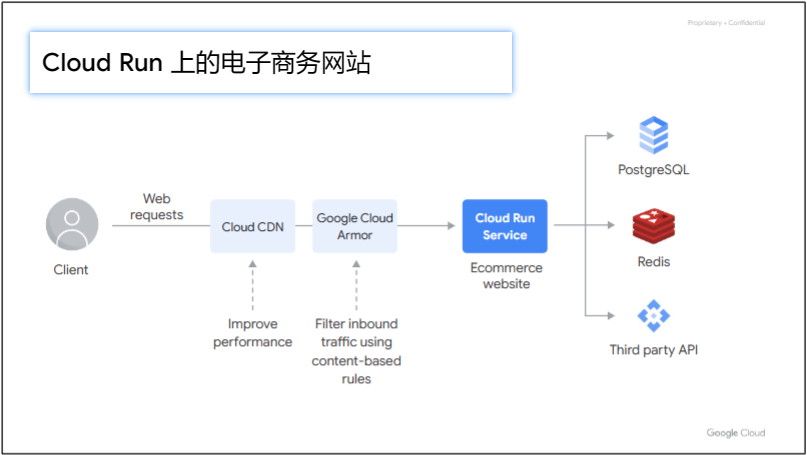 Proprietary + Confidential
Cloud Run 上的电子商务网站
Client
Web
requests
Cloud CDN
Improve
performance
Google Cloud
Armor
Filter inbound
traffic using
content-based
rules
Cloud Run
Service
Ecommerce
website
PostgreSQL
Redis
Third party API
Google Cloud